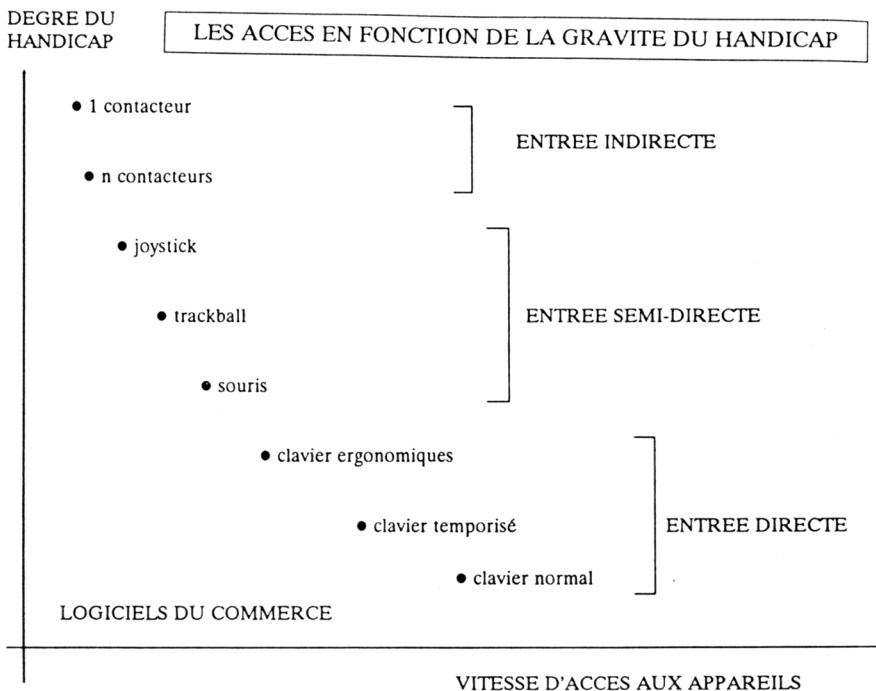 DEGRE DU
HANDICAP
LES ACCES EN FONCTION DE LA GRAVITE DU HANDICAP
1 contacteur
ENTREE INDIRECTE
n contacteurs
joystick
trackball
ENTREE SEMI-DIRECTE
souris
clavier ergonomiques
clavier temporisé
ENTREE DIRECTE
clavier normal
LOGICIELS DU COMMERCE
VITESSE D'ACCES AUX APPAREILS